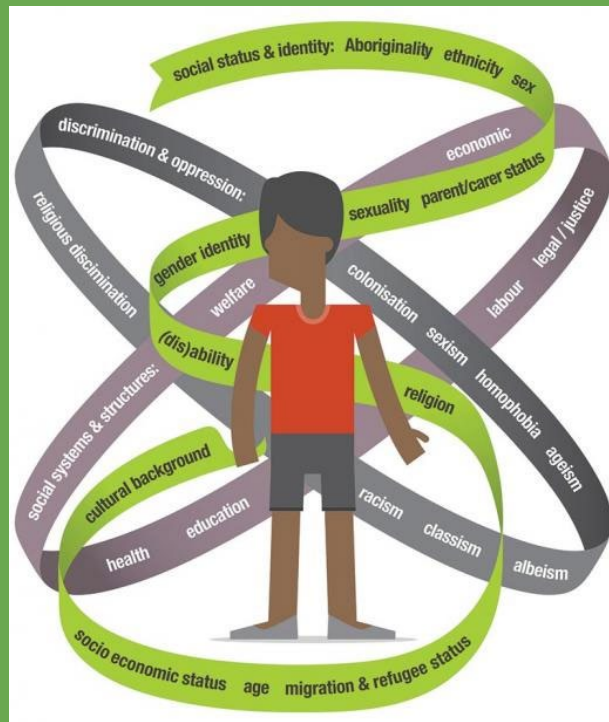 social status & identity: Aboriginality ethnicity sex
sexuality parent/carer status
gender identity
(dis)ability
religion
cultural background
socio economic status age migration & refugee status
discrimination & oppression:
religious discimination
colonisation sexism homophobia ageism
racism classism albeism
social systems & structures:
welfare
economic
labour legal / justice
health education